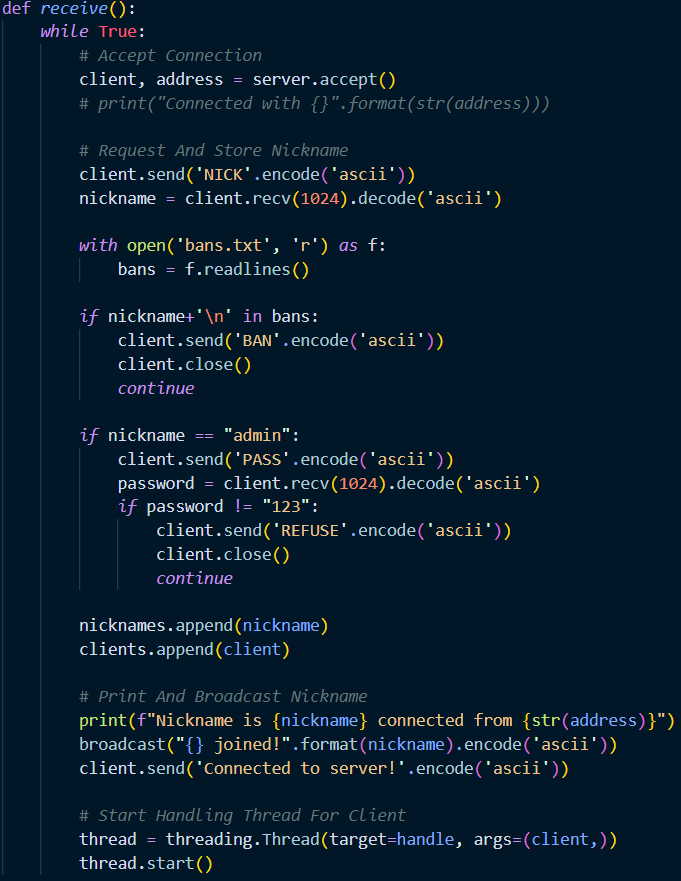 def receive():
    while True:
        # Accept Connection
        client, address = server.accept()
        # print("Connected with {}".format(str(address)))

        # Request And Store Nickname
        client.send('NICK'.encode('ascii'))
        nickname = client.recv(1024).decode('ascii')

        with open('bans.txt', 'r') as f:
            bans = f.readlines()

        if nickname+'\n' in bans:
            client.send('BAN'.encode('ascii'))
            client.close()
            continue

        if nickname == "admin":
            client.send('PASS'.encode('ascii'))
            password = client.recv(1024).decode('ascii')
            if password != "123":
                client.send('REFUSE'.encode('ascii'))
                client.close()
                continue

        nicknames.append(nickname)
        clients.append(client)

        # Print And Broadcast Nickname
        print(f"Nickname is {nickname} connected from {str(address)}")
        broadcast("{} joined!".format(nickname).encode('ascii'))
        client.send('Connected to server!'.encode('ascii'))

        # Start Handling Thread For Client
        thread = threading.Thread(target=handle, args=(client,))
        thread.start()